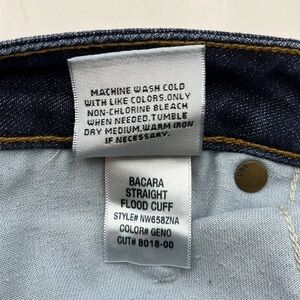 MACHINE WASH COLD
WITH LIKE COLORS.ONLY
NON-CHLORINE BLEACH
WHEN NEEDED.TUMBLE
DRY MEDIUM.WARM IRON
IF NECESSARY.
BACARA
STRAIGHT
FLOOD CUFF
STYLE# NW658ZNA
COLOR# GENO
CUT# 8018-00